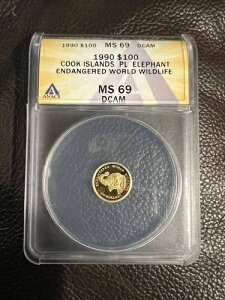 1990 $100 MS 69 DCAM
1990 $100
COOK ISLANDS PL ELEPHANT
ENDANGERED WORLD WILDLIFE
MS 69
DCAM
ANACS